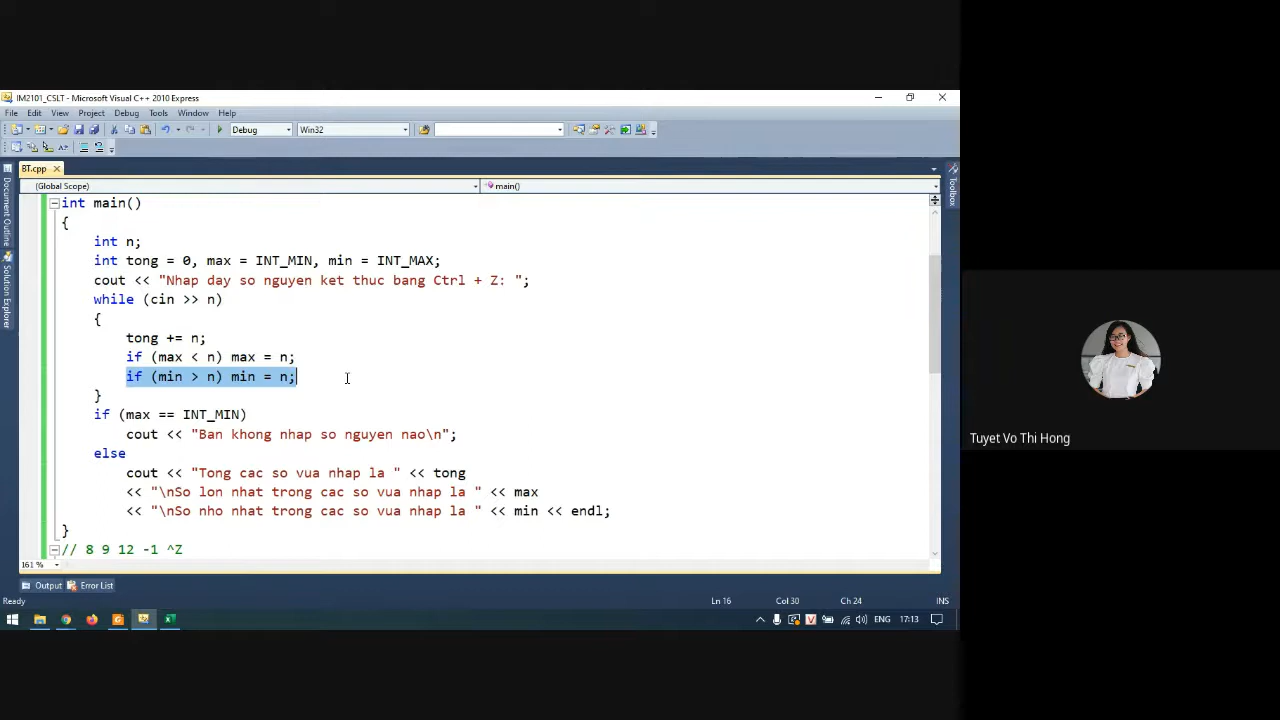 IM2101_CSLT - Microsoft Visual C++ 2010 Express
File Edit View Project Debug Tools Window Help
Debug Win32
BT.cpp
(Global Scope) main()
int main()
{
int n;
int tong = 0, max = INT_MIN, min = INT_MAX;
cout << "Nhap day so nguyen ket thuc bang Ctrl + Z: ";
while (cin >> n)
{
tong += n;
if (max < n) max = n;
if (min > n) min = n;
}
if (max == INT_MIN)
cout << "Ban khong nhap so nguyen nao\n";
else
cout << "Tong cac so vua nhap la " << tong
<< "\nSo lon nhat trong cac so vua nhap la " << max
<< "\nSo nho nhat trong cac so vua nhap la " << min << endl;
}
// 8 9 12 -1 ^Z
161 %
Output Error List
Ready Ln 16 Col 30 Ch 24 INS
ENG 17:13
Document Outline
Solution Explorer
Toolbox
Tuyet Vo Thi Hong